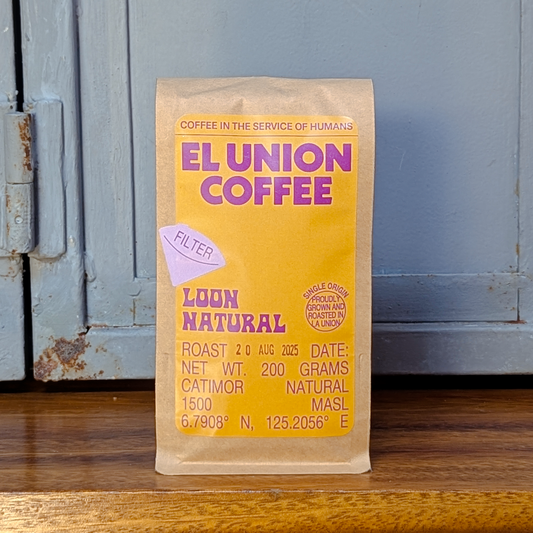 COFFEE IN THE SERVICE OF HUMANS
EL UNION
COFFEE
FILTER
LOON
NATURAL
SINGLE ORIGIN
PROUDLY
GROWN AND
ROASTED IN
LA UNION
ROAST 20 AUG 2025 DATE:
NET WT. 200 GRAMS
CATIMOR NATURAL
1500 MASL
6.7908° N, 125.2056° E